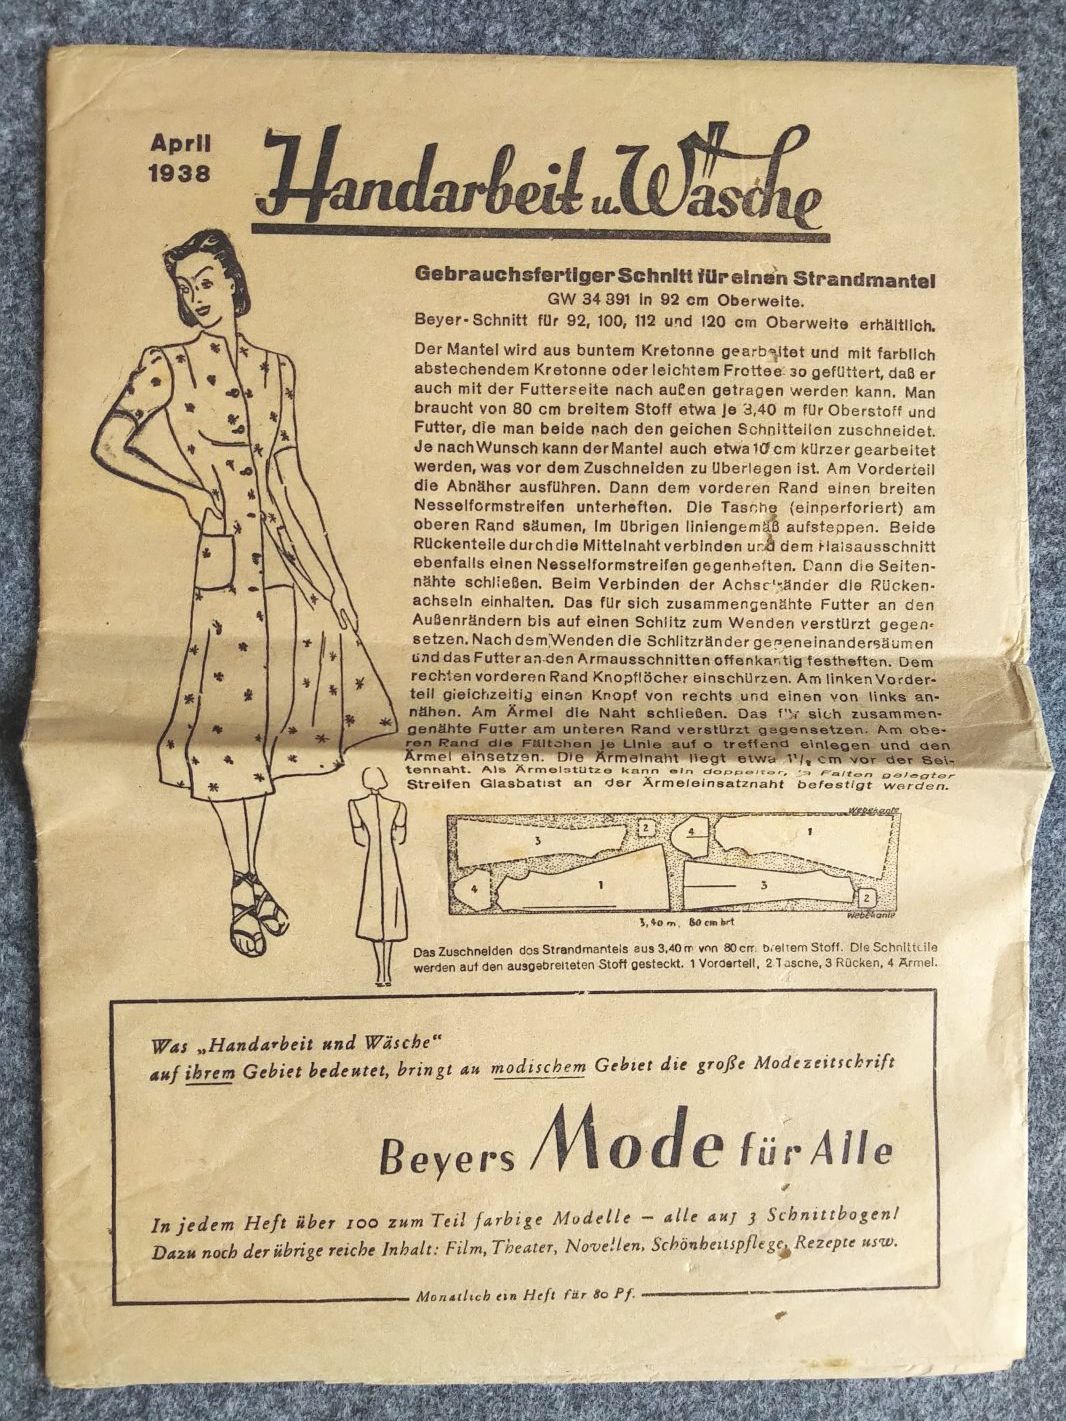 April
1938
Handarbeit u. Wäsche
Gebrauchsfertiger Schnitt für einen Strandmantel
GW 34 391 in 92 cm Oberweite.
Beyer-Schnitt für 92, 100, 112 und 120 cm Oberweite erhältlich.
Der Mantel wird aus buntem Kretonne gearbeitet und mit farblich
abstechendem Kretonne oder leichtem Frottee so gefüttert, daß er
auch mit der Futterseite nach außen getragen werden kann. Man
braucht von 80 cm breitem Stoff etwa je 3,40 m für Oberstoff und
Futter, die man beide nach den geichen Schnitteilen zuschneidet.
Je nach Wunsch kann der Mantel auch etwa 10 cm kürzer gearbeitet
werden, was vor dem Zuschneiden zu überlegen ist. Am Vorderteil
die Abnäher ausführen. Dann dem vorderen Rand einen breiten
Nesselformstreifen unterheften. Die Tasche (einperforiert) am
oberen Rand säumen, im übrigen liniengemäß aufsteppen. Beide
Rückenteile durch die Mittelnaht verbinden und dem Halsausschnitt
ebenfalls einen Nesselformstreifen gegenheften. Dann die Seiten-
nähte schließen. Beim Verbinden der Achselränder die Rücken-
achseln einhalten. Das für sich zusammengenähte Futter an den
Außenrändern bis auf einen Schlitz zum Wenden verstürzt gegen-
setzen. Nach dem Wenden die Schlitzränder gegeneinandersäumen
und das Futter an den Armausschnitten offenkantig festheften. Dem
rechten vorderen Rand Knopflöcher einschürzen. Am linken Vorder-
teil gleichzeitig einen Knopf von rechts und einen von links an-
nähen. Am Ärmel die Naht schließen. Das für sich zusammen-
genähte Futter am unteren Rand verstürzt gegensetzen. Am obe-
ren Rand die Fältchen je Linie auf o treffend einlegen und den
Ärmel einsetzen. Die Ärmelnaht liegt etwa cm vor der Sei-
tennaht. Als Ärmelstütze kann ein doppelter, in Falten gelegter
Streifen Glasbatist an der Ärmeleinsatznaht befestigt werden.
Webekante
3 2 4 1
4 1 3 2
Webekante
3,40 m, 80 cm brt
Das Zuschneiden des Strandmantels aus 3,40 m von 80 cm breitem Stoff. Die Schnitteile
werden auf den ausgebreiteten Stoff gesteckt. 1 Vorderteil, 2 Tasche, 3 Rücken, 4 Ärmel.
Was „Handarbeit und Wäsche“
auf ihrem Gebiet bedeutet, bringt au modischem Gebiet die große Modezeitschrift
Beyers Mode für Alle
In jedem Heft über 100 zum Teil farbige Modelle – alle auf 3 Schnittbogen!
Dazu noch der übrige reiche Inhalt: Film, Theater, Novellen, Schönheitspflege, Rezepte usw.
Monatlich ein Heft für 80 Pf.